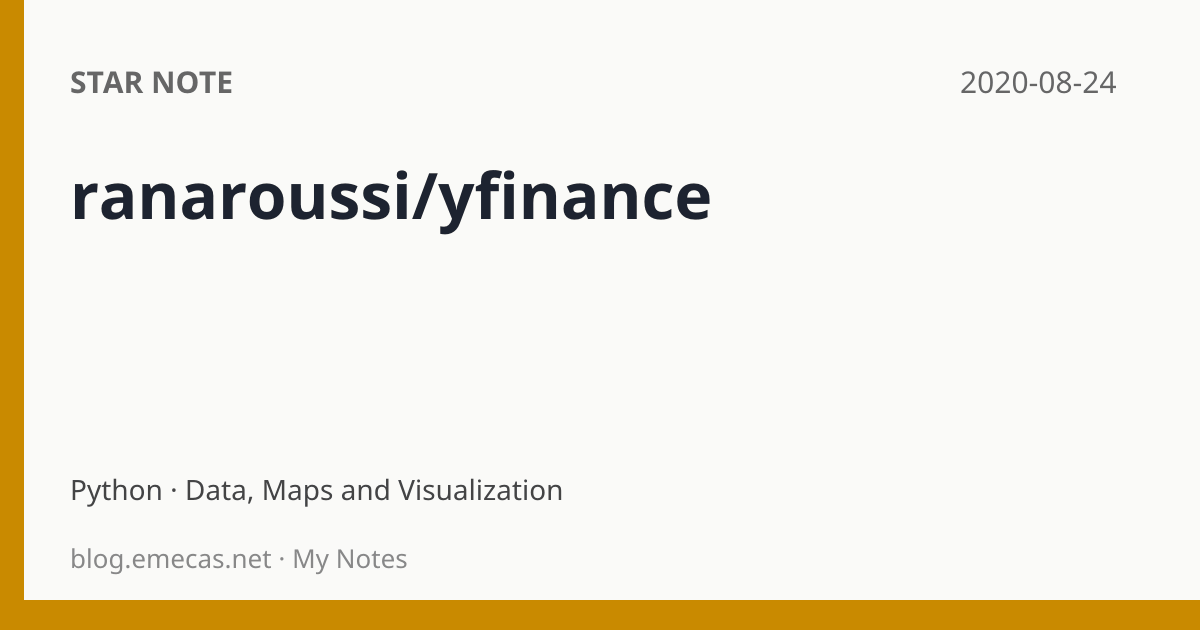 STAR NOTE
2020-08-24
ranaroussi/yfinance
Python · Data, Maps and Visualization
blog.emecas.net · My Notes